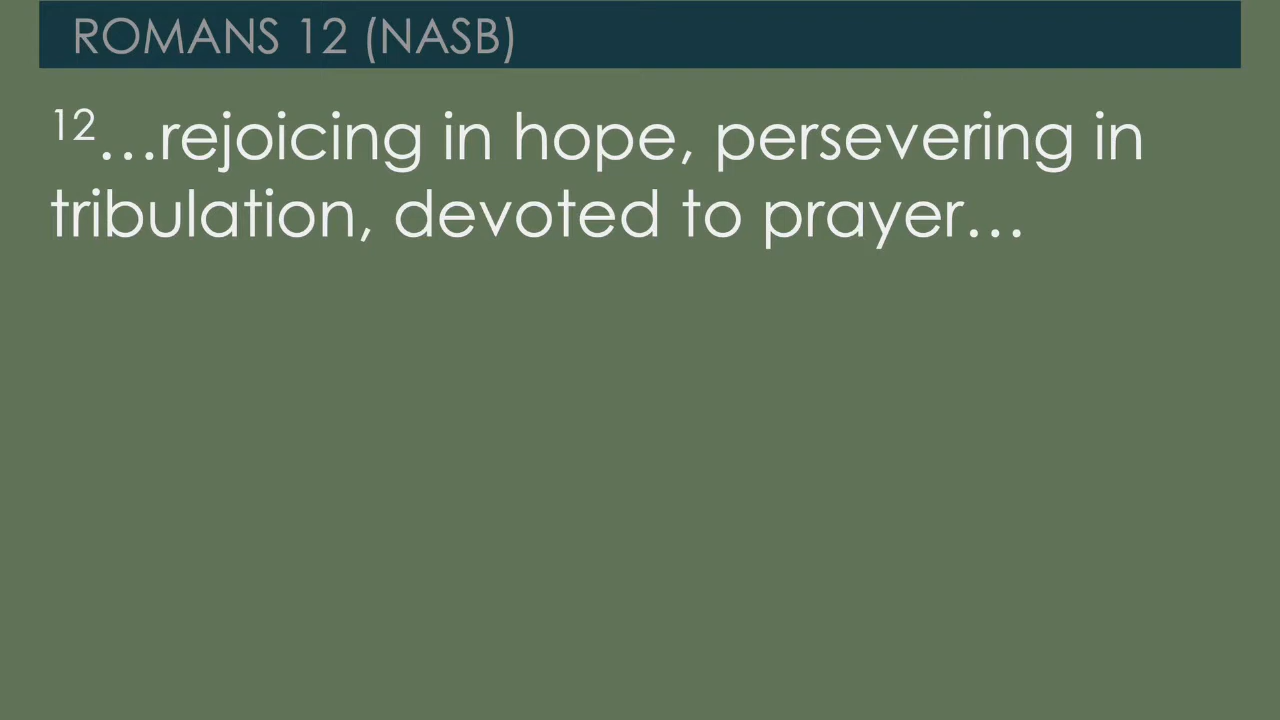 ROMANS 12 (NASB)
12…rejoicing in hope, persevering in
tribulation, devoted to prayer…